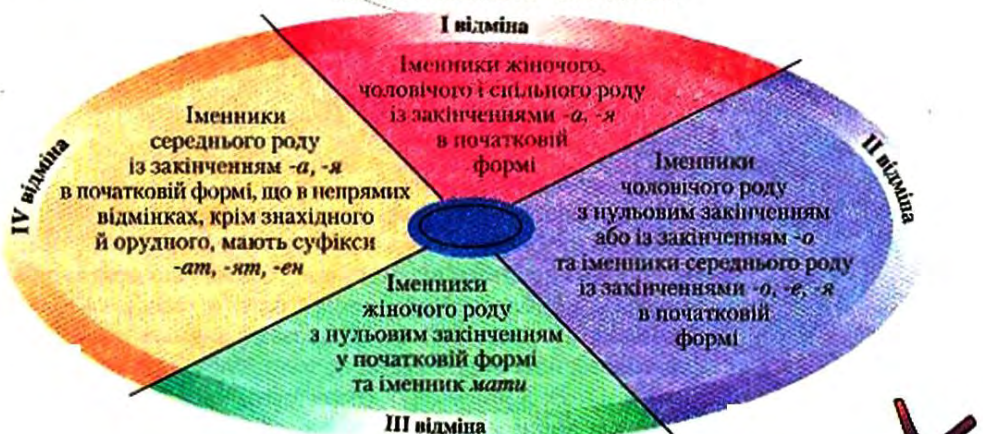 І відміна
Іменники жіночого,
чоловічого і спільного роду
із закінченнями -а, -я
в початковій
формі
ІІ відміна
Іменники
чоловічого роду
з нульовим закінченням
або із закінченням -о
та іменники середнього роду
із закінченнями -о, -е, -я
в початковій
формі
ІІІ відміна
Іменники
жіночого роду
з нульовим закінченням
у початковій формі
та іменник мати
IV відміна
Іменники
середнього роду
із закінченням -а, -я
в початковій формі, що в непрямих
відмінках, крім знахідного
й орудного, мають суфікси
-ат, -ят, -ен